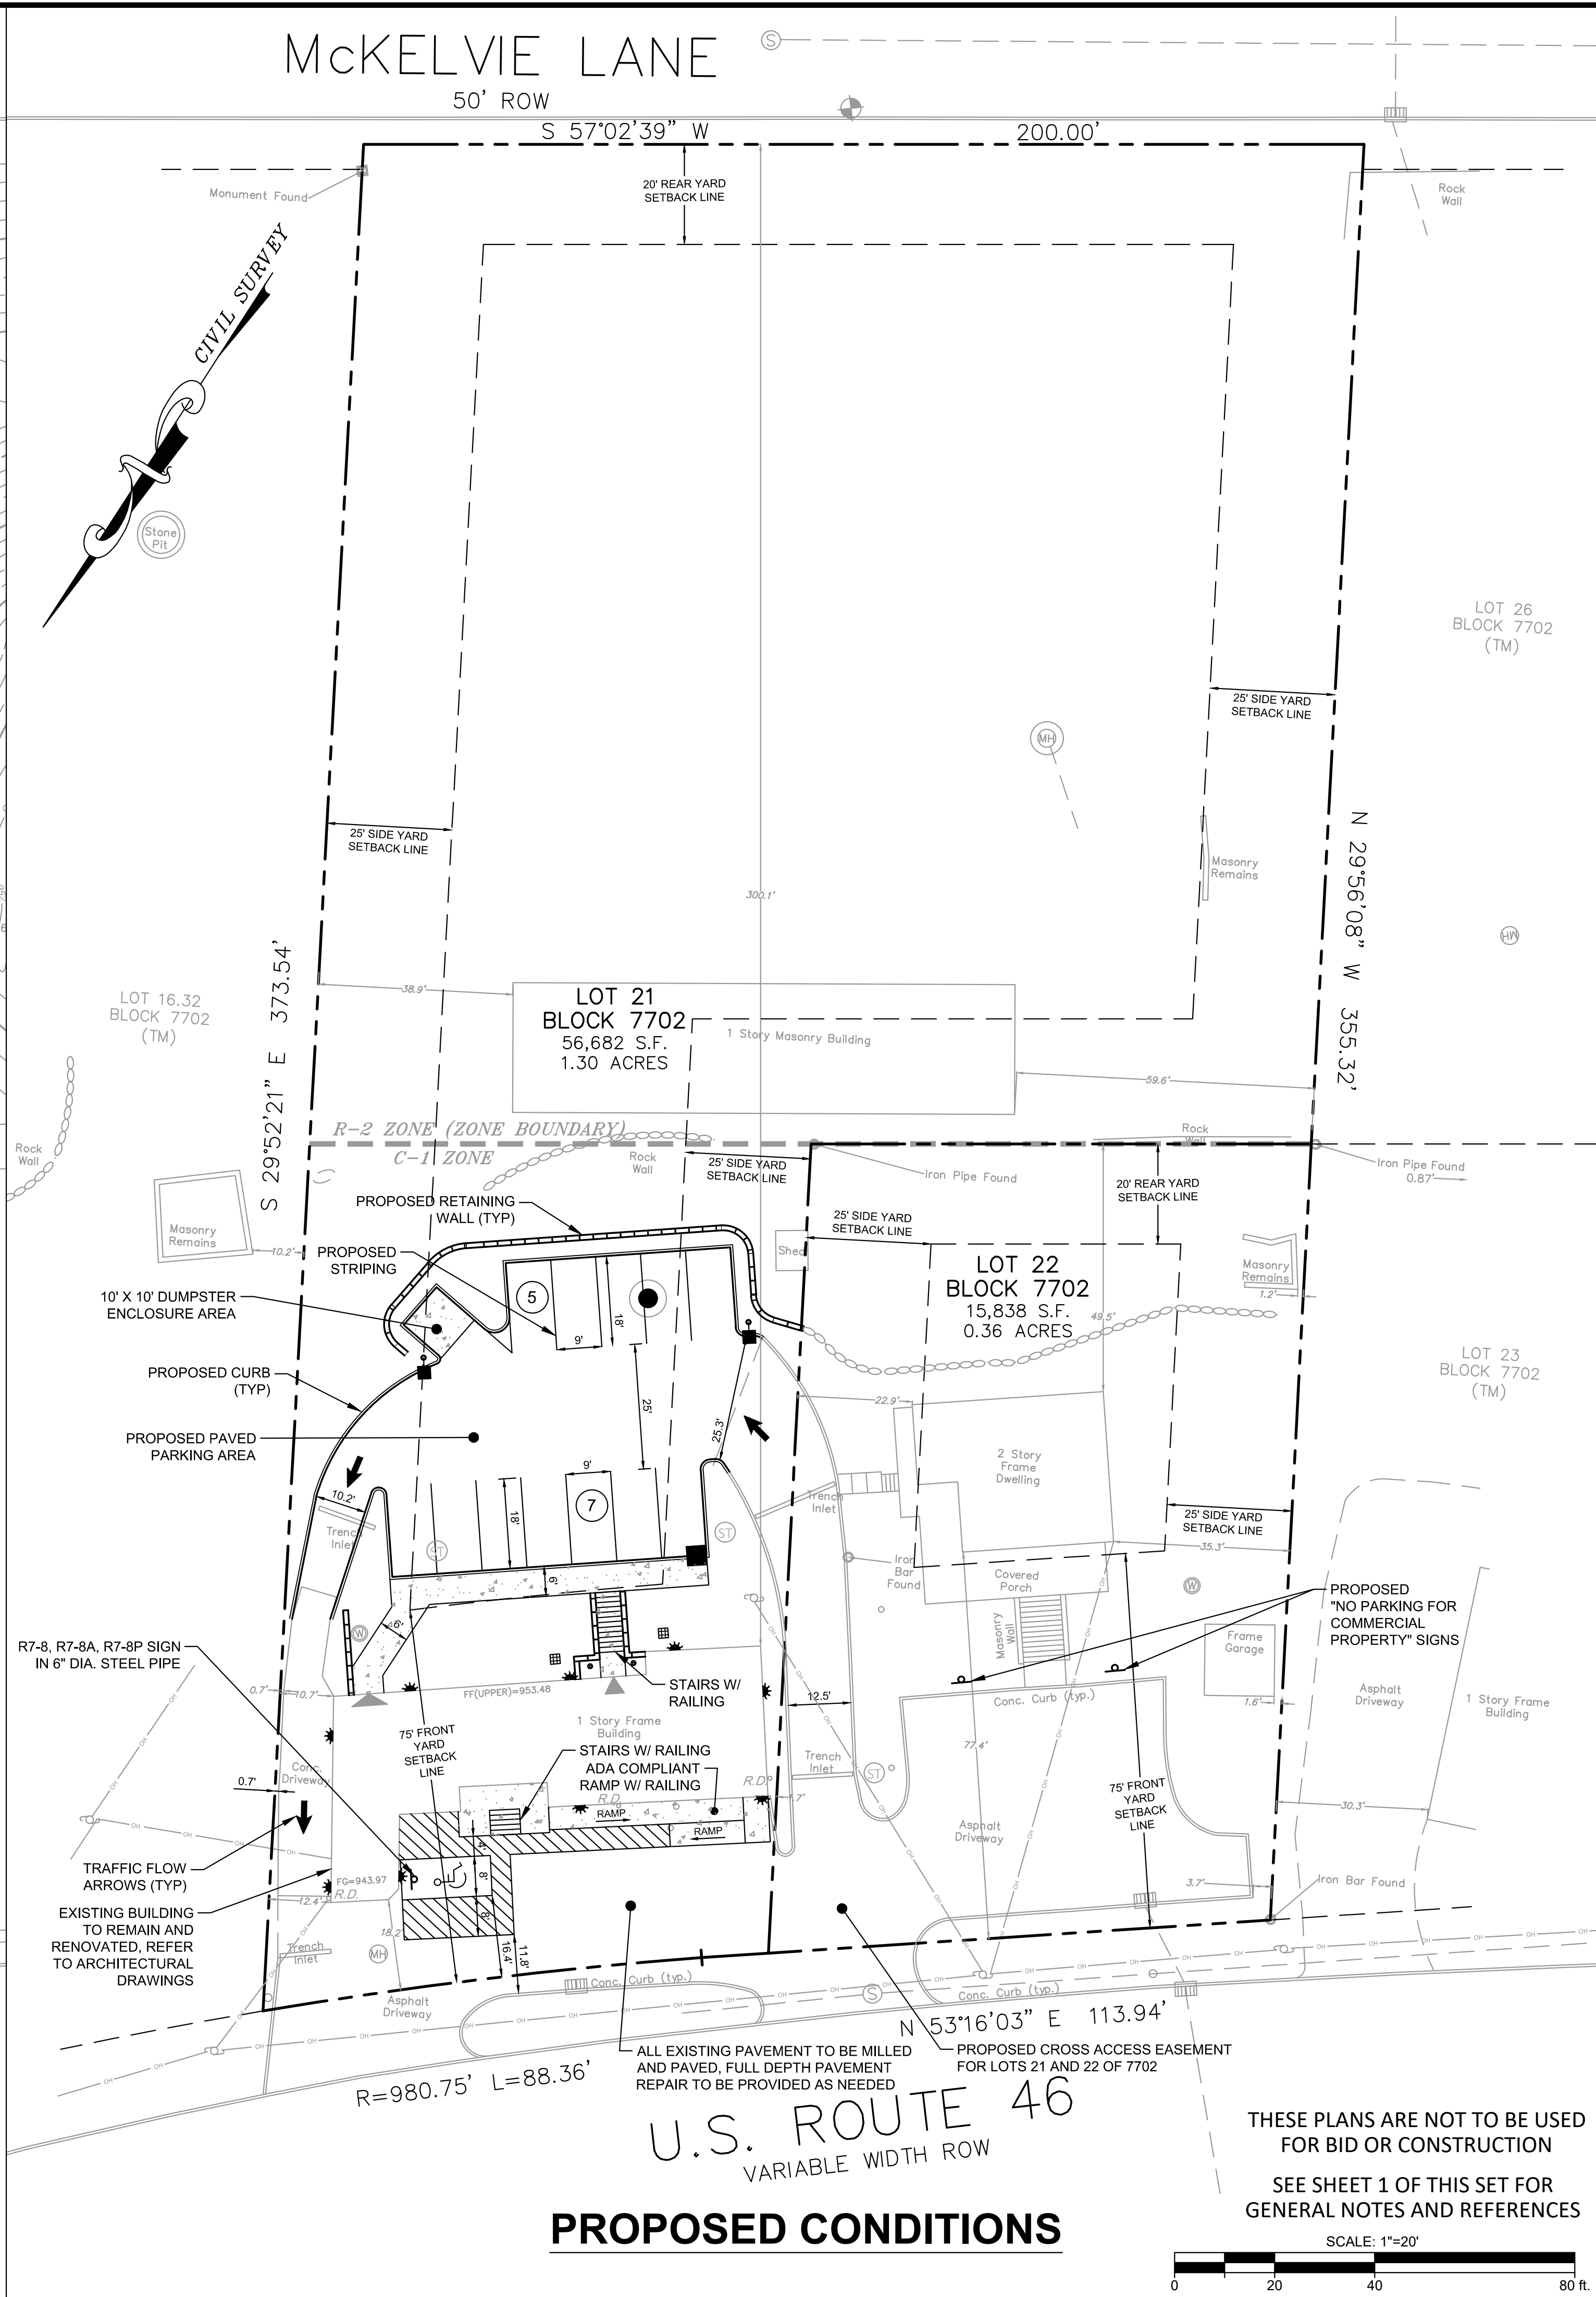 McKELVIE LANE
50' ROW
S
S 57°02'39" W
200.00'
20' REAR YARD
SETBACK LINE
Monument Found
Rock
Wall
CIVIL SURVEY
Stone
Pit
LOT 26
BLOCK 7702
(TM)
25' SIDE YARD
SETBACK LINE
MH
25' SIDE YARD
SETBACK LINE
Masonry
Remains
300.1'
N 29°56'08" W 355.32'
MH
S 29°52'21" E 373.54'
LOT 16.32
BLOCK 7702
(TM)
38.9'
LOT 21
BLOCK 7702
56,682 S.F.
1.30 ACRES
1 Story Masonry Building
59.6'
R-2 ZONE (ZONE BOUNDARY)
C-1 ZONE
Rock
Wall
Rock
Wall
Rock
Wall
25' SIDE YARD
SETBACK LINE
Iron Pipe Found
Iron Pipe Found
0.87'
20' REAR YARD
SETBACK LINE
PROPOSED RETAINING
WALL (TYP)
25' SIDE YARD
SETBACK LINE
Masonry
Remains
10.2'
PROPOSED
STRIPING
Shed
LOT 22
BLOCK 7702
15,838 S.F.
0.36 ACRES
Masonry
Remains
1.2'
10' X 10' DUMPSTER
ENCLOSURE AREA
5
18'
9'
49.5'
LOT 23
BLOCK 7702
(TM)
PROPOSED CURB
(TYP)
22.9'
25'
25.3'
PROPOSED PAVED
PARKING AREA
2 Story
Frame
Dwelling
9'
10.2'
7
18'
Trench
Inlet
Trench
Inlet
25' SIDE YARD
SETBACK LINE
ST
ST
35.3'
Iron
Bar
Found
Covered
Porch
W
6'
PROPOSED
"NO PARKING FOR
COMMERCIAL
PROPERTY" SIGNS
6'
W
Masonry
Wall
Frame
Garage
R7-8, R7-8A, R7-8P SIGN
IN 6" DIA. STEEL PIPE
STAIRS W/
RAILING
0.7'
10.7'
FF(UPPER)=953.48
12.5'
Conc. Curb (typ.)
1.6'
Asphalt
Driveway
1 Story Frame
Building
1 Story Frame
Building
75' FRONT
YARD
SETBACK
LINE
STAIRS W/ RAILING
ADA COMPLIANT
RAMP W/ RAILING
77.4'
Trench
Inlet
ST
Conc.
Driveway
0.7'
R.D.
R.D.
1.7'
75' FRONT
YARD
SETBACK
LINE
30.3'
RAMP
RAMP
Asphalt
Driveway
4'
8'
8'
TRAFFIC FLOW
ARROWS (TYP)
FG=943.97
R.D.
12.4'
3.7'
Iron Bar Found
EXISTING BUILDING
TO REMAIN AND
RENOVATED, REFER
TO ARCHITECTURAL
DRAWINGS
18.2'
Trench
Inlet
MH
16.4'
11.8'
Conc. Curb (typ.)
S
Conc. Curb (typ.)
Asphalt
Driveway
OH OH OH OH OH OH OH OH OH OH
N 53°16'03" E 113.94'
ALL EXISTING PAVEMENT TO BE MILLED
AND PAVED, FULL DEPTH PAVEMENT
REPAIR TO BE PROVIDED AS NEEDED
PROPOSED CROSS ACCESS EASEMENT
FOR LOTS 21 AND 22 OF 7702
R=980.75' L=88.36'
U.S. ROUTE 46
VARIABLE WIDTH ROW
THESE PLANS ARE NOT TO BE USED
FOR BID OR CONSTRUCTION
SEE SHEET 1 OF THIS SET FOR
GENERAL NOTES AND REFERENCES
PROPOSED CONDITIONS
SCALE: 1"=20'
0 20 40 80 ft.